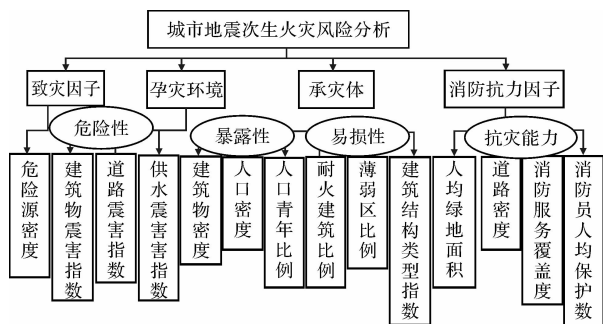 城市地震次生火灾风险分析
致灾因子
孕灾环境
承灾体
消防抗力因子
危险性
暴露性
易损性
抗灾能力
危险源密度
建筑物震害指数
道路震害指数
供水震害害指数
建筑物密度
人口密度
人口青年比例
耐火建筑比例
薄弱区比例
建筑结构类型指数
人均绿地面积
道路密度
消防服务覆盖度
消防员人均保护数